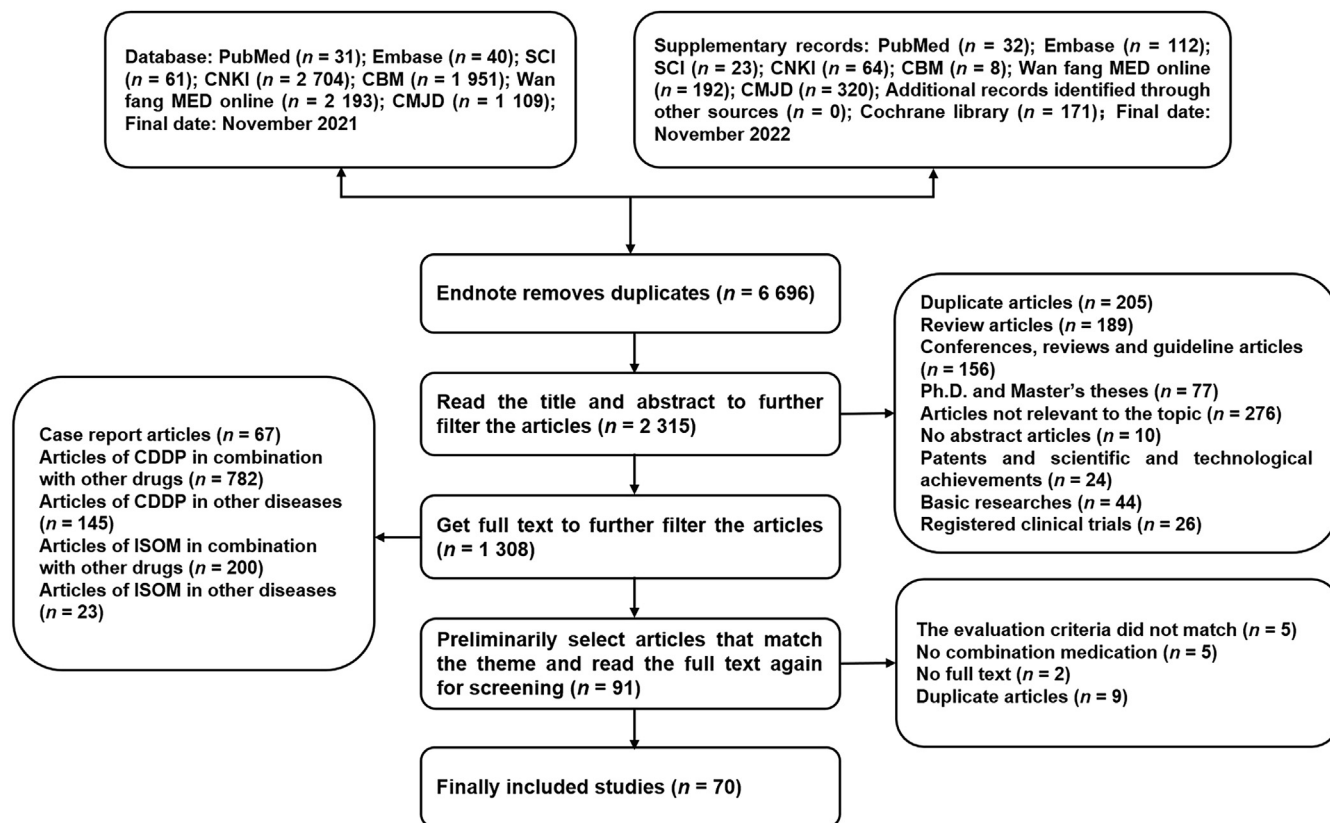 Database: PubMed (n = 31); Embase (n = 40); SCI
(n = 61); CNKI (n = 2 704); CBM (n = 1 951); Wan
fang MED online (n = 2 193); CMJD (n = 1 109);
Final date: November 2021
Supplementary records: PubMed (n = 32); Embase (n = 112);
SCI (n = 23); CNKI (n = 64); CBM (n = 8); Wan fang MED online
(n = 192); CMJD (n = 320); Additional records identified through
other sources (n = 0); Cochrane library (n = 171); Final date:
November 2022
Endnote removes duplicates (n = 6 696)
Read the title and abstract to further
filter the articles (n = 2 315)
Duplicate articles (n = 205)
Review articles (n = 189)
Conferences, reviews and guideline articles
(n = 156)
Ph.D. and Master's theses (n = 77)
Articles not relevant to the topic (n = 276)
No abstract articles (n = 10)
Patents and scientific and technological
achievements (n = 24)
Basic researches (n = 44)
Registered clinical trials (n = 26)
Case report articles (n = 67)
Articles of CDDP in combination
with other drugs (n = 782)
Articles of CDDP in other diseases
(n = 145)
Articles of ISOM in combination
with other drugs (n = 200)
Articles of ISOM in other diseases
(n = 23)
Get full text to further filter the articles
(n = 1 308)
Preliminarily select articles that match
the theme and read the full text again
for screening (n = 91)
The evaluation criteria did not match (n = 5)
No combination medication (n = 5)
No full text (n = 2)
Duplicate articles (n = 9)
Finally included studies (n = 70)